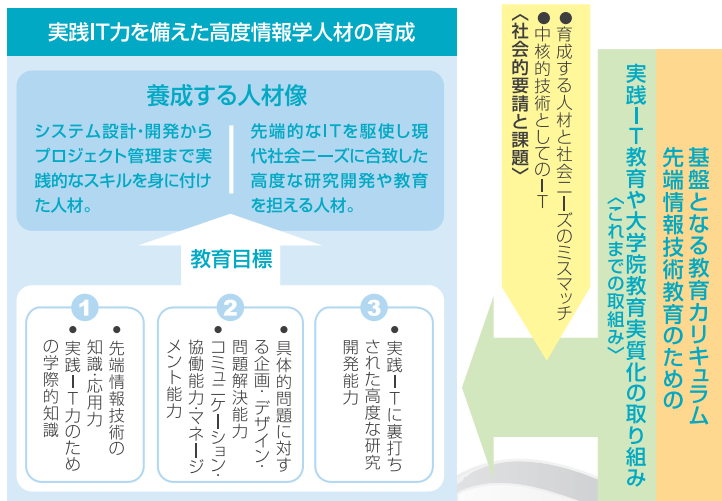 実践IT力を備えた高度情報学人材の育成
養成する人材像
システム設計・開発から
プロジェクト管理まで実
践的なスキルを身に付け
た人材。
先端的なITを駆使し現
代社会ニーズに合致した
高度な研究開発や教育
を担える人材。
教育目標
1
●先端情報技術の
知識・応用力
●実践IT力のため
の学際的知識
2
●具体的問題に対す
る企画・デザイン・
問題解決能力
●コミュニケーション・
協働能力・マネージ
メント能力
3
●実践ITに裏打ち
された高度な研究
開発能力
●育成する人材と社会ニーズのミスマッチ
●中核的技術としてのIT
〈社会的要請と課題〉
実践IT教育や大学院教育実質化の取り組み
〈これまでの取組み〉
基盤となる教育カリキュラム
先端情報技術教育のための